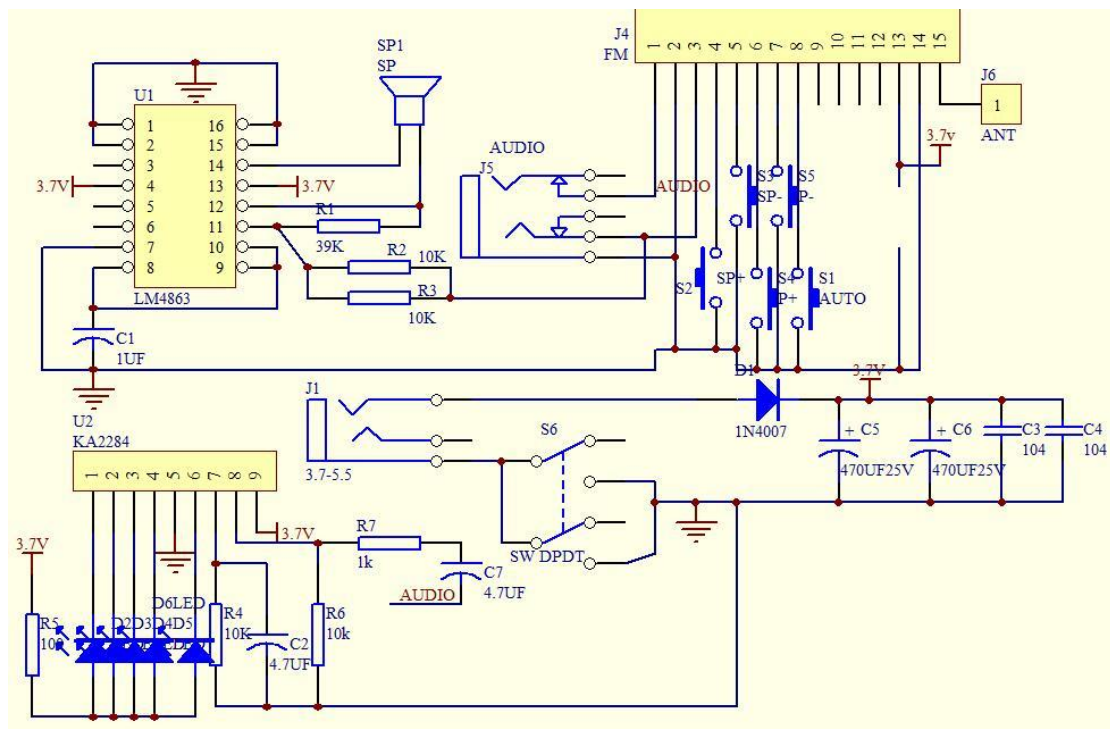 SP1
SP
J4
FM
1 2 3 4 5 6 7 8 9 10 11 12 13 14 15
J6
1
ANT
3.7v
U1
1 16
2 15
3 14
4 13
5 12
6 11
7 10
8 9
LM4863
3.7V
3.7V
R1
39K
R2
10K
R3
10K
C1
1UF
AUDIO
J5
AUDIO
S3
SP-
S5
P-
S2
SP+
S4
P+
S1
AUTO
J1
3.7-5.5
D1
1N4007
3.7V
+ C5
470UF25V
+ C6
470UF25V
C3
104
C4
104
S6
SW DPDT
U2
KA2284
1 2 3 4 5 6 7 8 9
3.7V
3.7V
R7
1k
C7
4.7UF
AUDIO
R5
D6LED
D2D3D4D5
R4
10K
C2
4.7UF
R6
10k